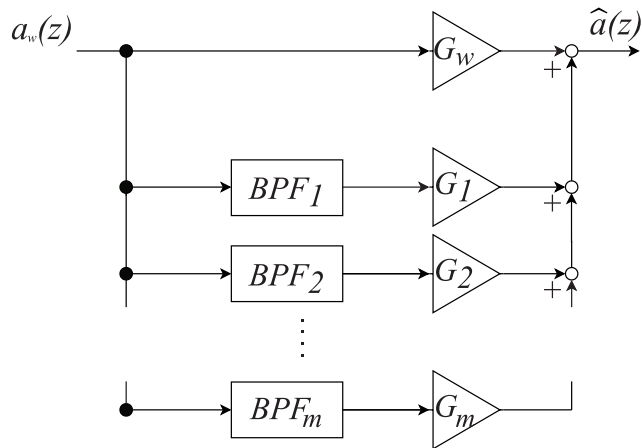 a_w(z) G_w + â(z)
BPF_1 G_1 +
BPF_2 G_2 +
BPF_m G_m